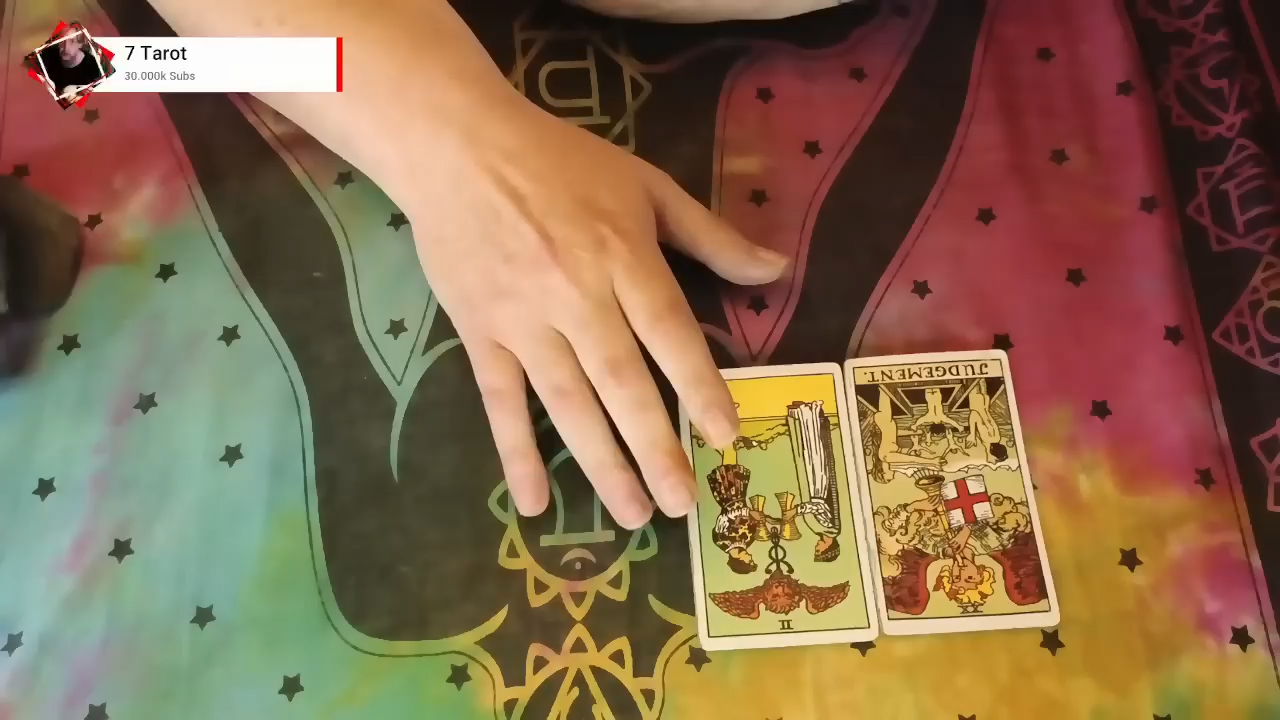 7 Tarot
30.000k Subs
JUDGEMENT.
II
XX